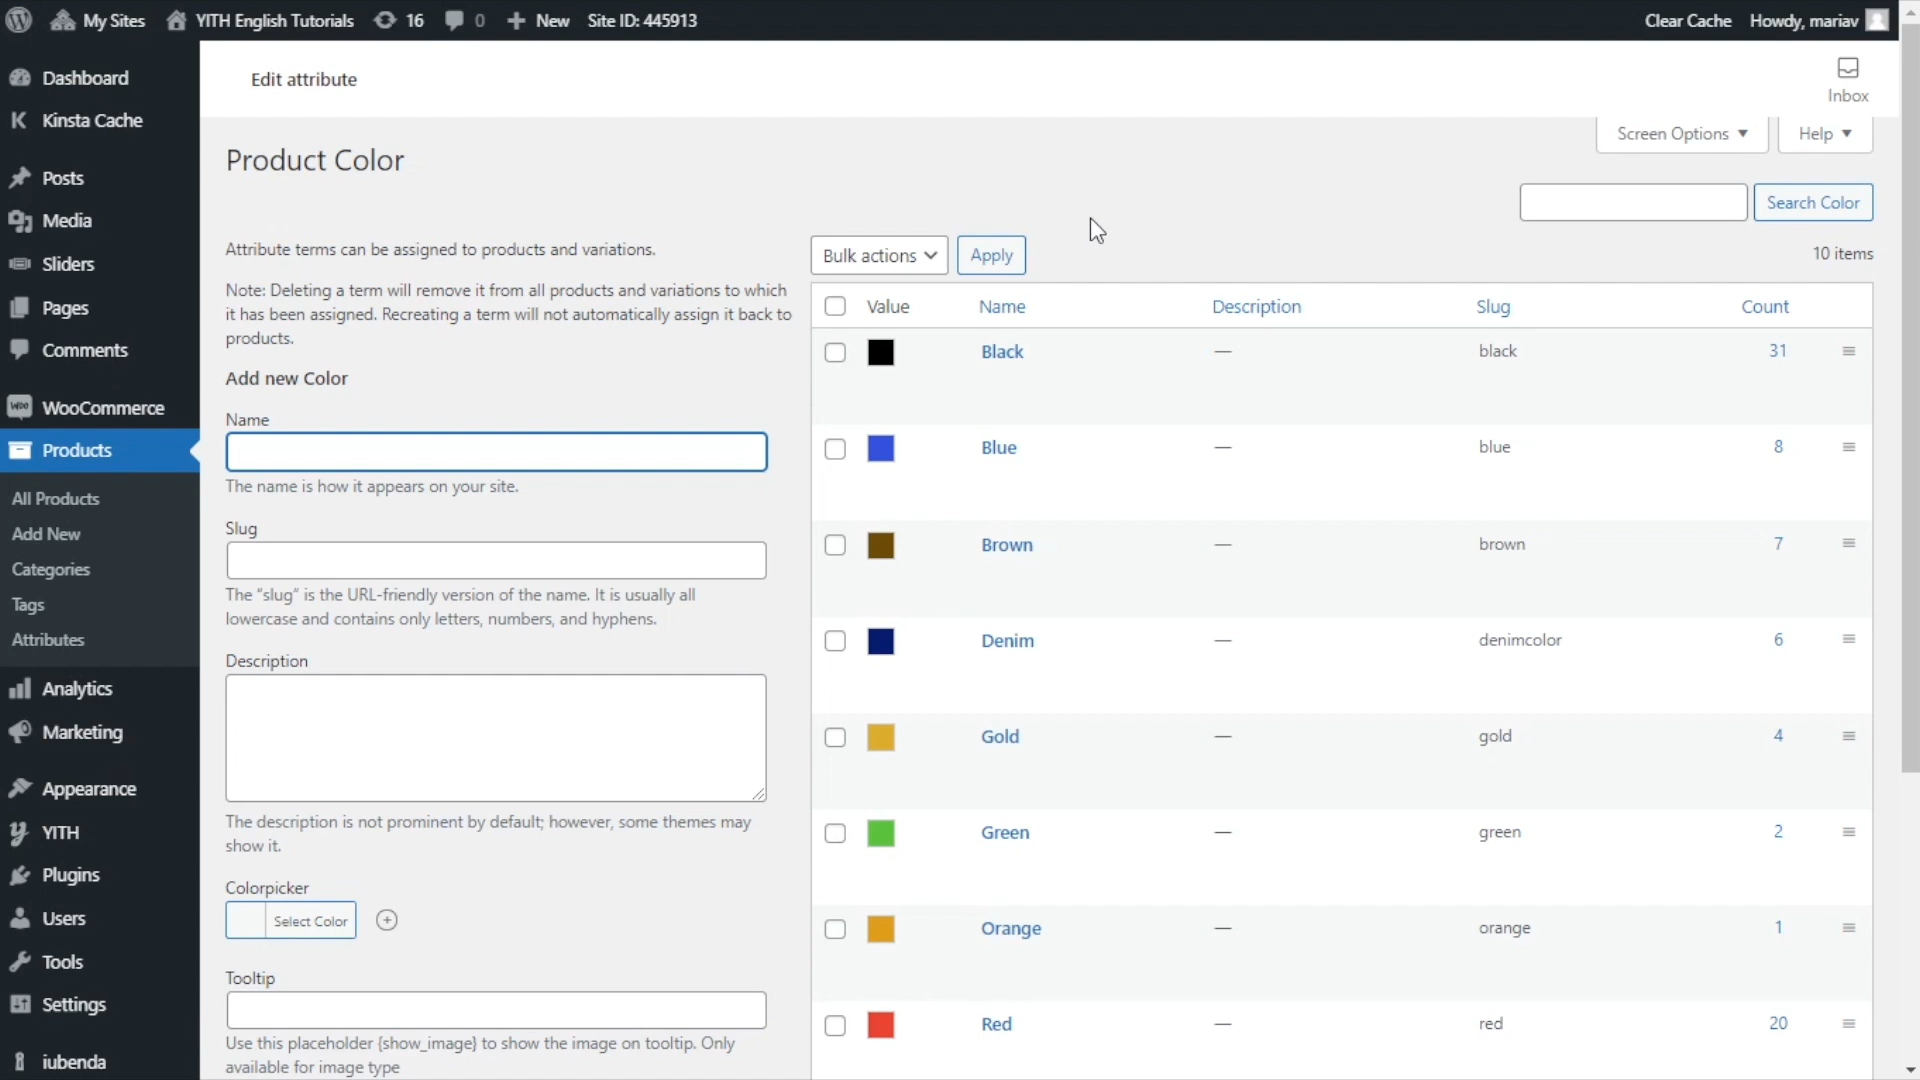 My Sites YITH English Tutorials 16 0 New Site ID: 445913 Clear Cache Howdy, mariav
Dashboard
Kinsta Cache
Posts
Media
Sliders
Pages
Comments
WooCommerce
Products
All Products
Add New
Categories
Tags
Attributes
Analytics
Marketing
Appearance
YITH
Plugins
Users
Tools
Settings
iubenda
Edit attribute
Inbox
Screen Options Help
Product Color
Search Color
Attribute terms can be assigned to products and variations.
Note: Deleting a term will remove it from all products and variations to which
it has been assigned. Recreating a term will not automatically assign it back to
products.
Add new Color
Name
The name is how it appears on your site.
Slug
The "slug" is the URL-friendly version of the name. It is usually all
lowercase and contains only letters, numbers, and hyphens.
Description
The description is not prominent by default; however, some themes may
show it.
Colorpicker
Select Color
Tooltip
Use this placeholder {show_image} to show the image on tooltip. Only
available for image type
Bulk actions Apply 10 items
Value Name Description Slug Count
Black — black 31
Blue — blue 8
Brown — brown 7
Denim — denimcolor 6
Gold — gold 4
Green — green 2
Orange — orange 1
Red — red 20